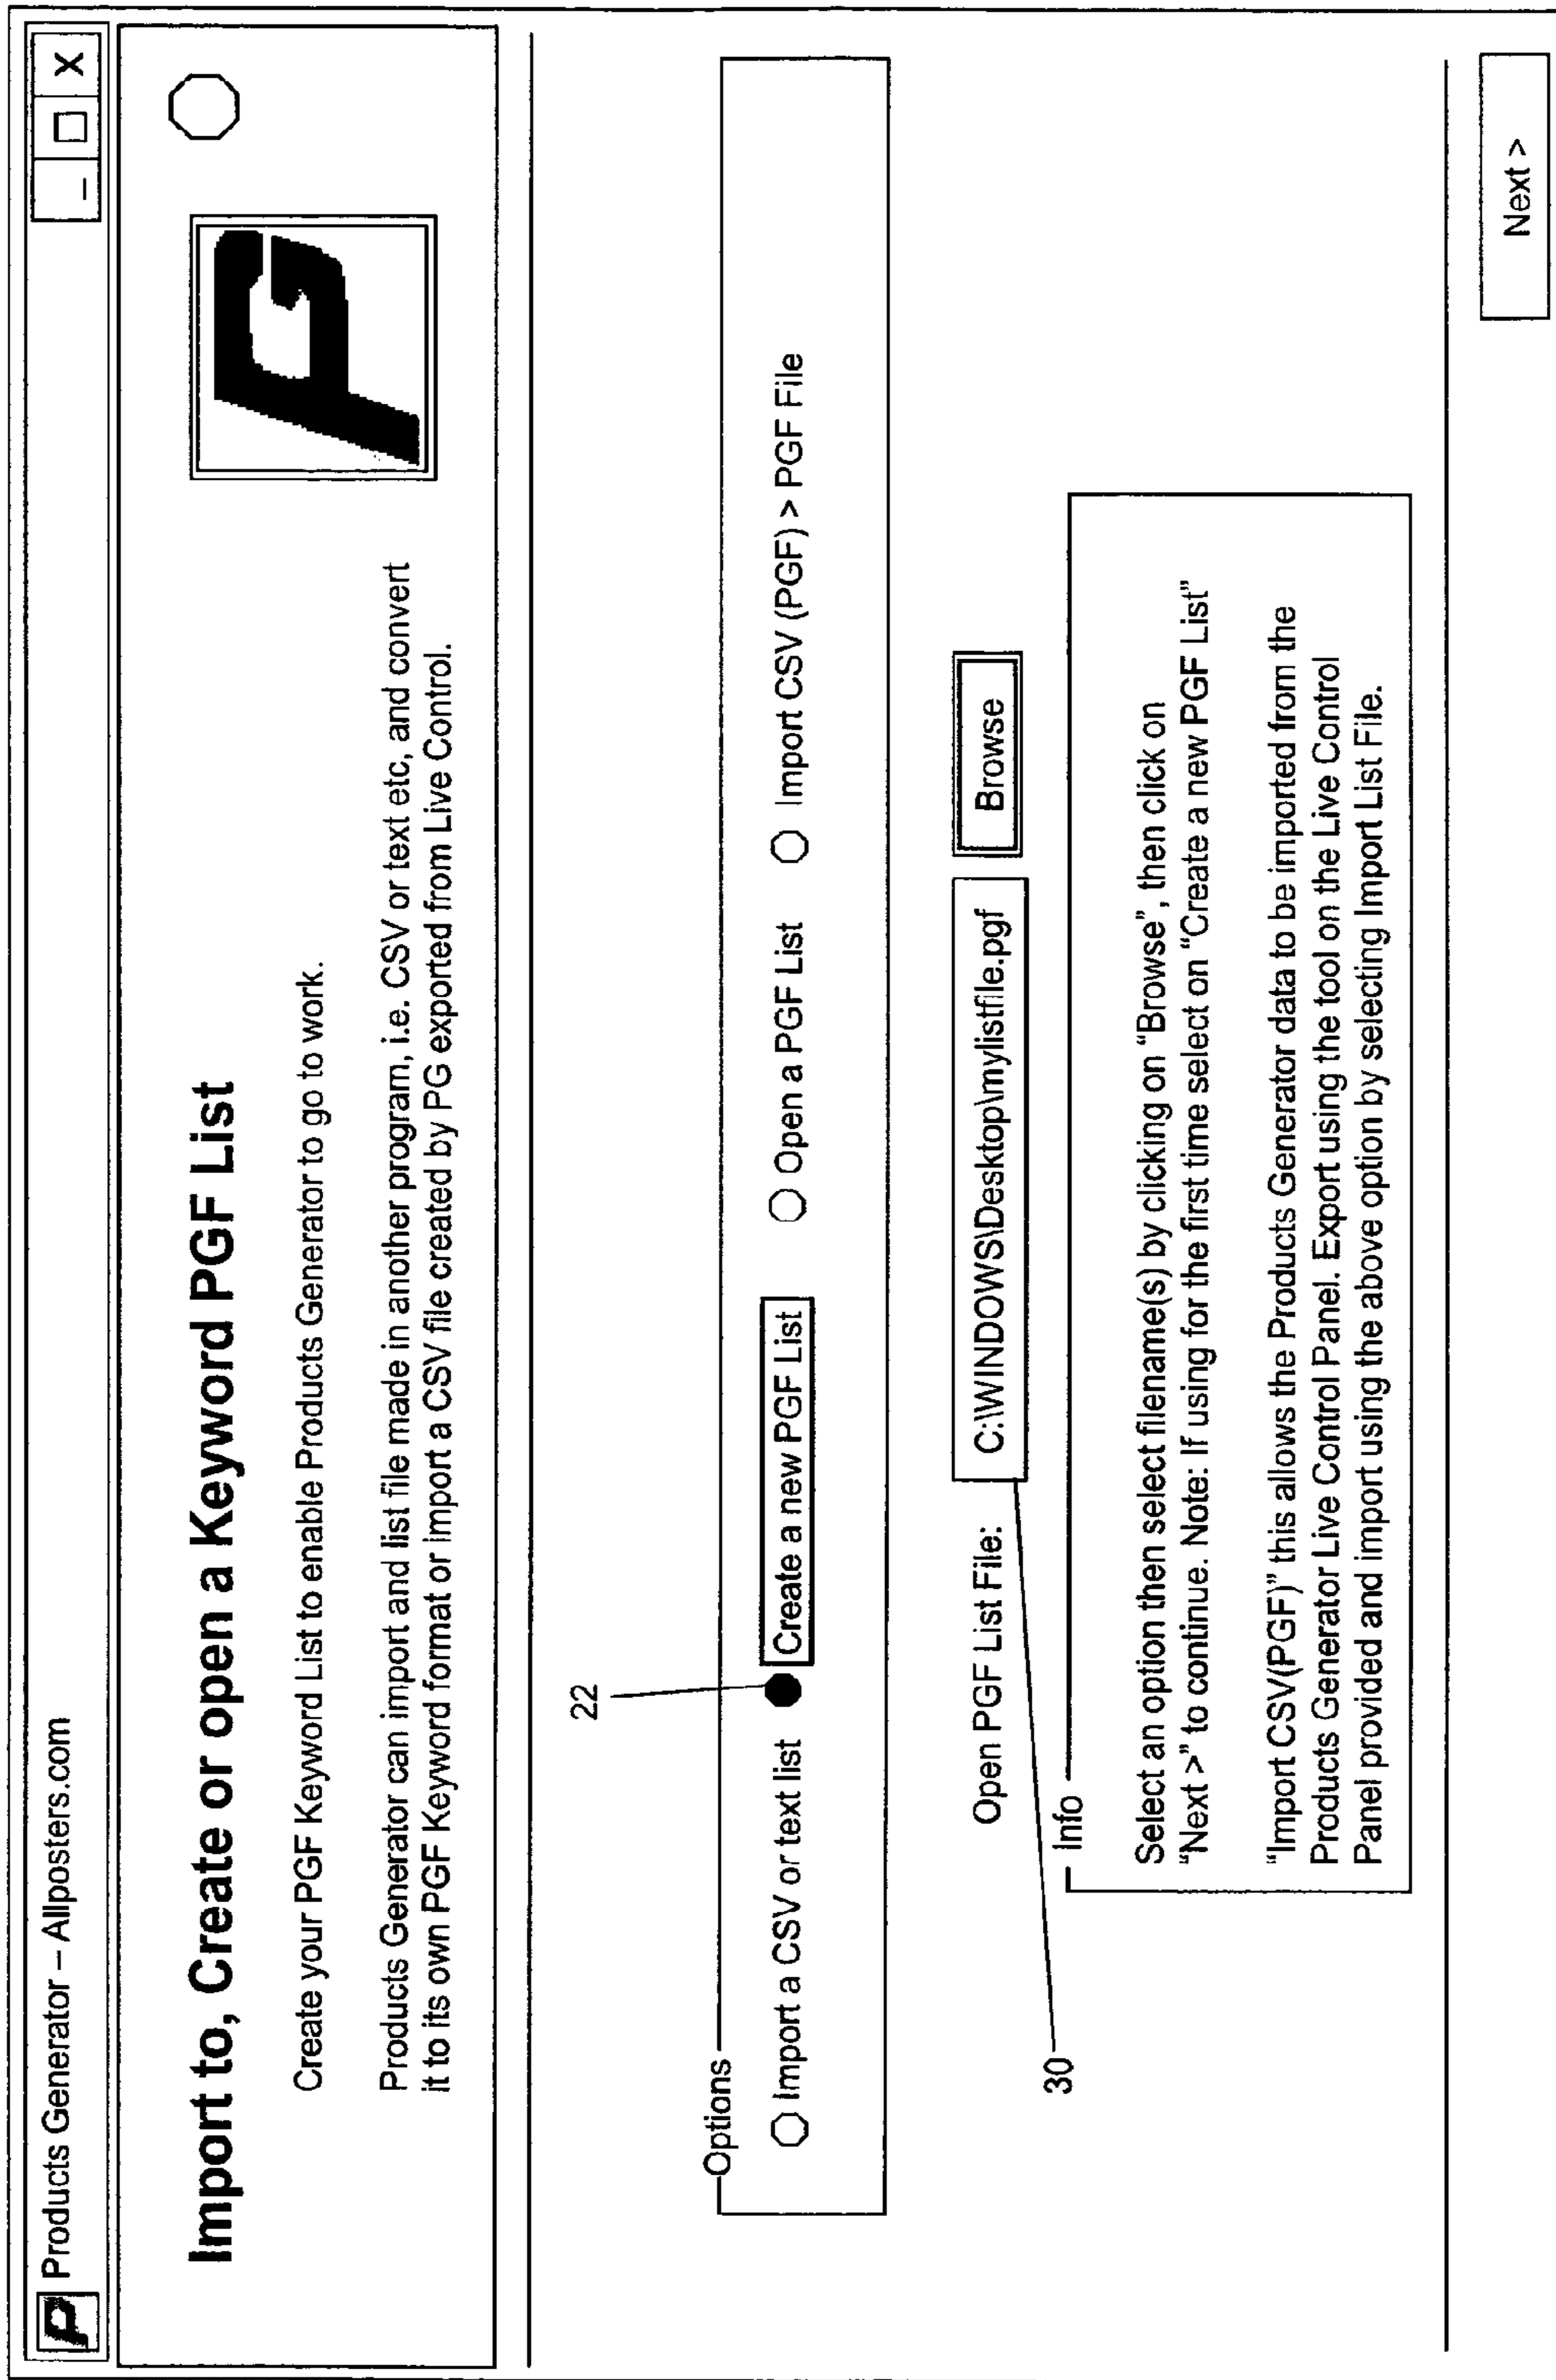 Products Generator – Allposters.com
_ □ X
Import to, Create or open a Keyword PGF List
Create your PGF Keyword List to enable Products Generator to go to work.
Products Generator can import and list file made in another program, i.e. CSV or text etc, and convert
it to its own PGF Keyword format or import a CSV file created by PG exported from Live Control.
PG
22
Options
Import a CSV or text list
Create a new PGF List
Open a PGF List
Import CSV (PGF) > PGF File
Open PGF List File:
C:\WINDOWS\Desktop\mylistfile.pgf
Browse
30
Info
Select an option then select filename(s) by clicking on “Browse”, then click on
“Next >” to continue. Note: If using for the first time select on “Create a new PGF List”
“Import CSV(PGF)” this allows the Products Generator data to be imported from the
Products Generator Live Control Panel. Export using the tool on the Live Control
Panel provided and import using the above option by selecting Import List File.
Next >